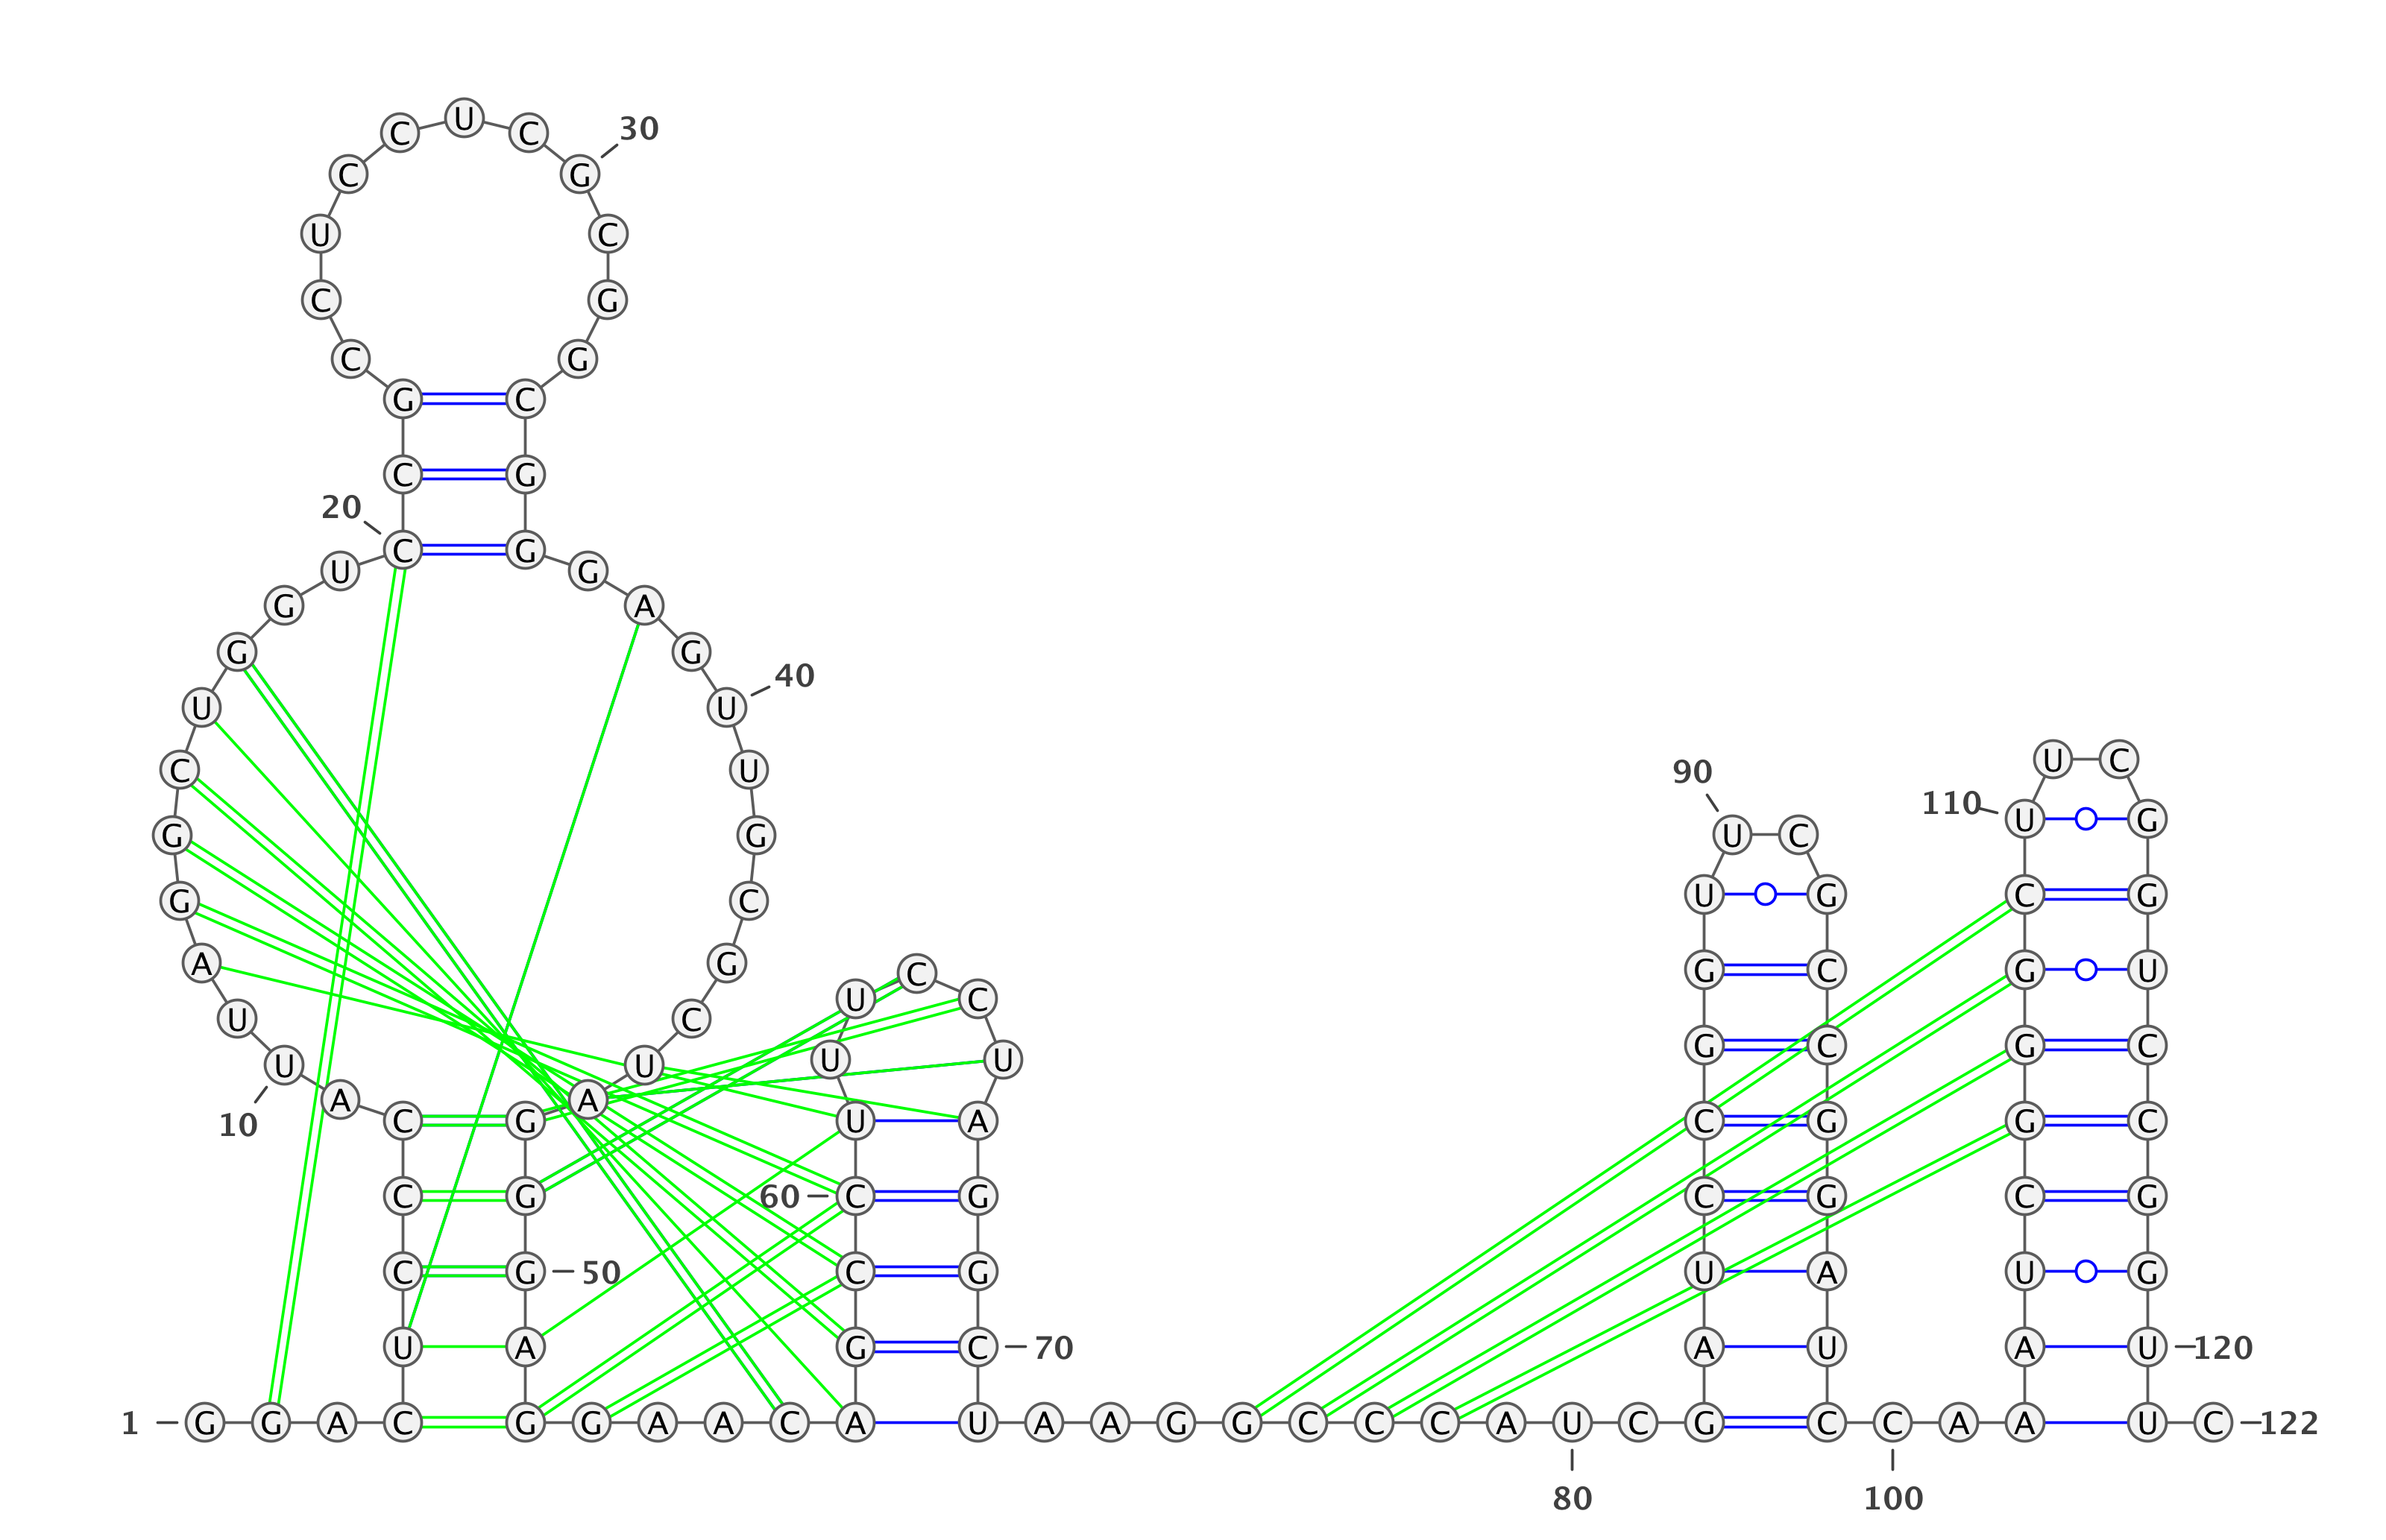 U
C C 30
C G
U C
C G
C G
G C
C G
20
C G
U G
G A
G G
40
U U
U C
C U 90
110 U G
G G U C
U G C G
G C
A G
C G C G U
U C
U C
G C G C
U U
U U
A A
C G U A C G G C
10
C G 60 C G C G C G
C G 50 C G U A U G
U A G C 70 A U A U 120
1 G G A C G G A A C A U A A G G C C C A U C G C C A A U C 122
80 100